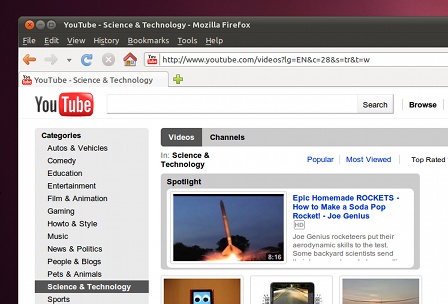 YouTube - Science & Technology - Mozilla Firefox
File Edit View History Bookmarks Tools Help
http://www.youtube.com/videos?lg=EN&c=28&s=tr&t=w
YouTube - Science & Technology
YouTube
Search
Browse
Categories
Autos & Vehicles
Comedy
Education
Entertainment
Film & Animation
Gaming
Howto & Style
Music
News & Politics
People & Blogs
Pets & Animals
Science & Technology
Sports
Videos Channels
In: Science &
Technology
Popular Most Viewed Top Rated
Spotlight
8:16
Epic Homemade ROCKETS -
How to Make a Soda Pop
Rocket! - Joe Genius
HD
Joe Genius rocketeers put their
aerodynamic skills to the test.
Some backyard scientists send